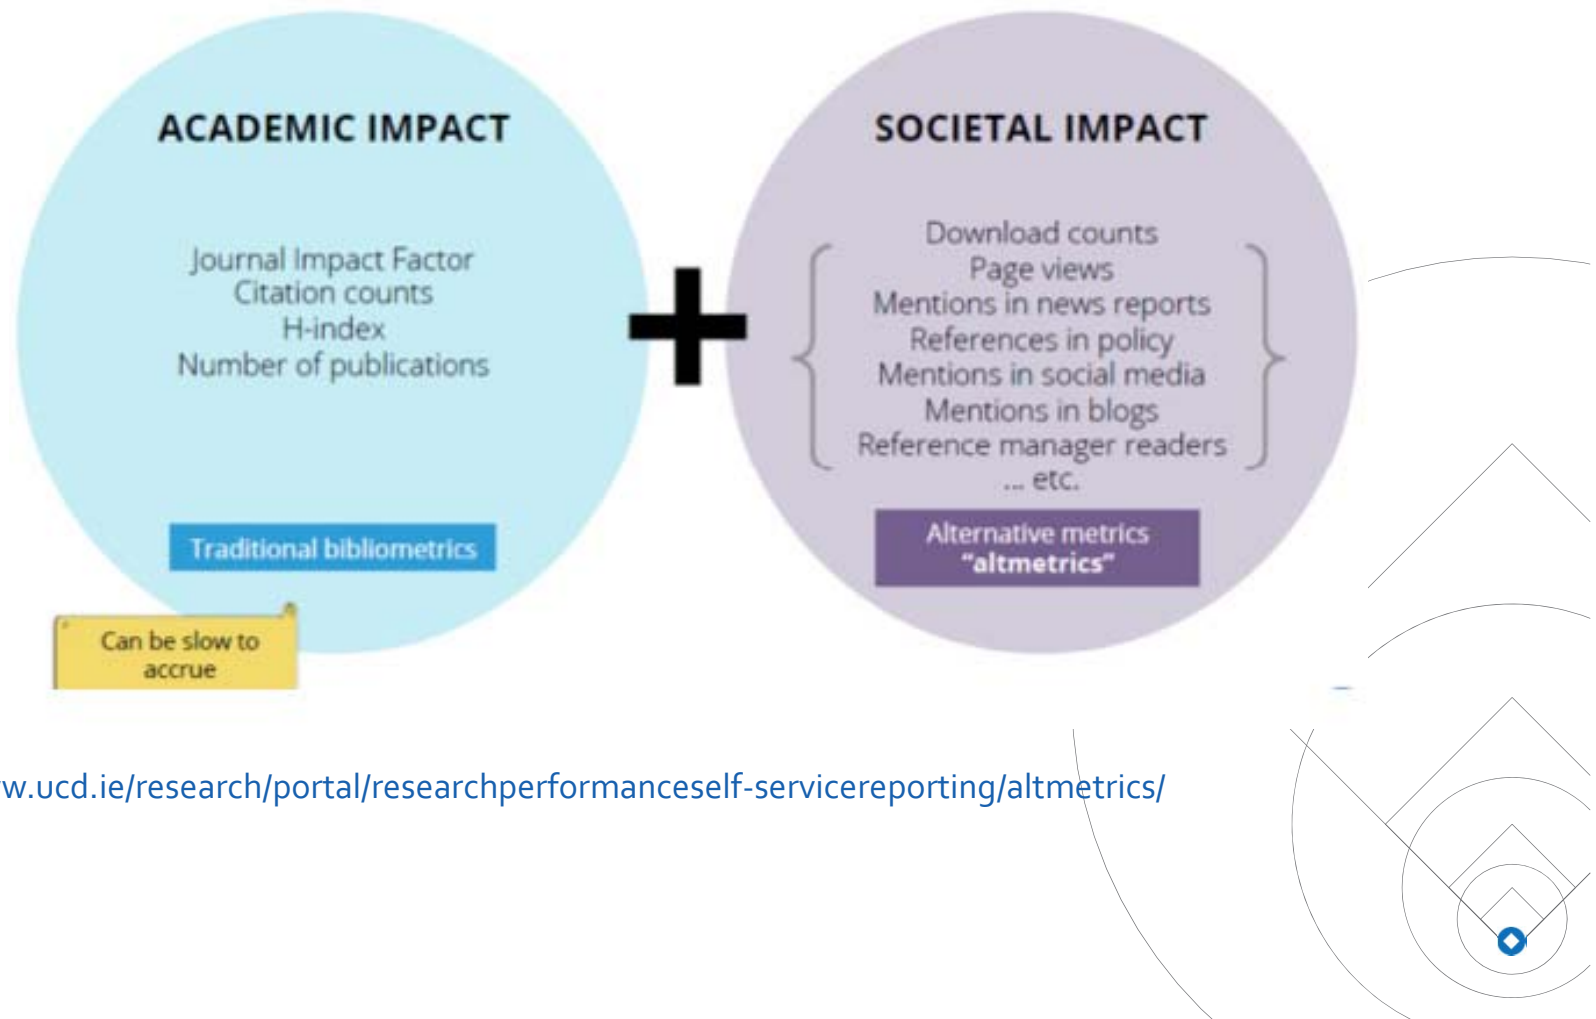 ACADEMIC IMPACT
Journal Impact Factor
Citation counts
H-index
Number of publications
Traditional bibliometrics
Can be slow to
accrue
SOCIETAL IMPACT
Download counts
Page views
Mentions in news reports
References in policy
Mentions in social media
Mentions in blogs
Reference manager readers
... etc.
Alternative metrics
“altmetrics”
w.ucd.ie/research/portal/researchperformanceself-servicereporting/altmetrics/